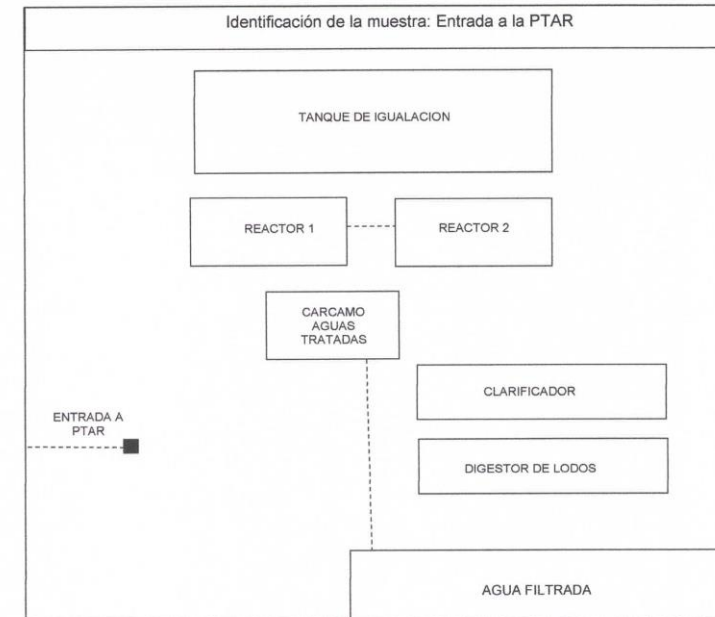 Identificación de la muestra: Entrada a la PTAR
TANQUE DE IGUALACION
REACTOR 1
REACTOR 2
CARCAMO
AGUAS
TRATADAS
CLARIFICADOR
ENTRADA A
PTAR
DIGESTOR DE LODOS
AGUA FILTRADA